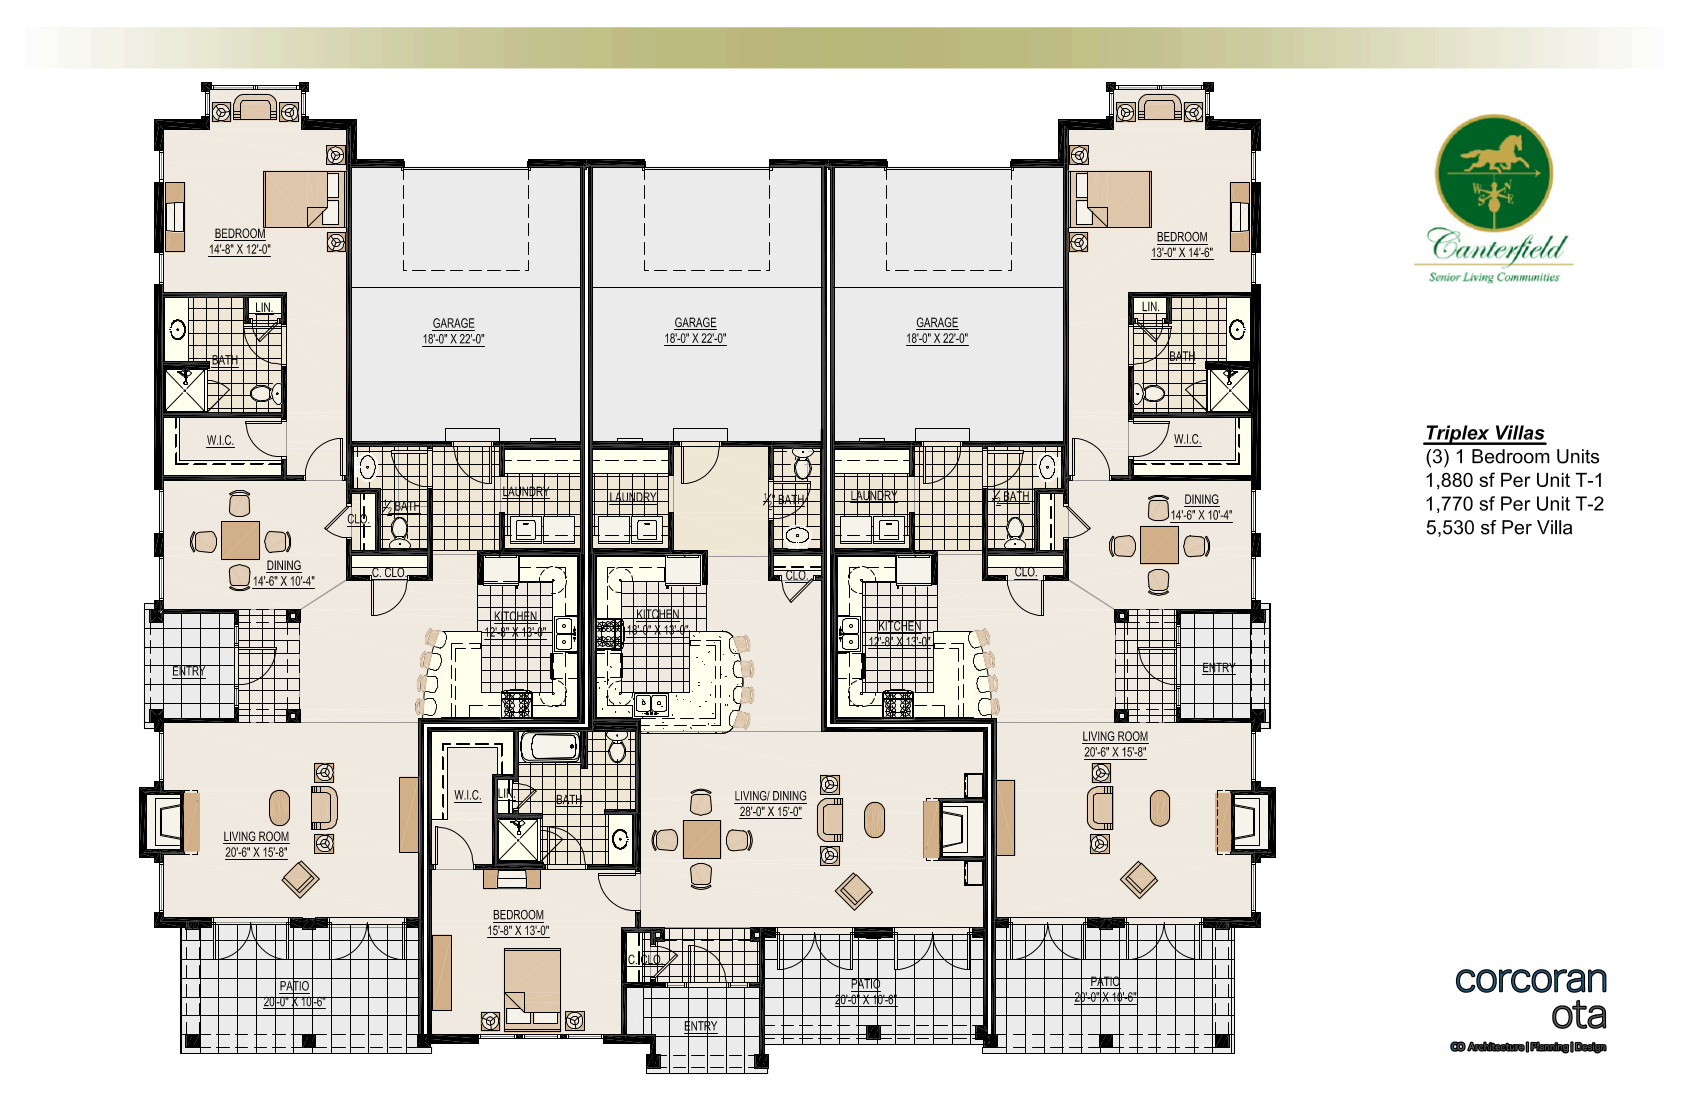 BEDROOM
14'-8" X 12'-0"
LIN.
BATH
W.I.C.
GARAGE
18'-0" X 22'-0"
GARAGE
18'-0" X 22'-0"
GARAGE
18'-0" X 22'-0"
BEDROOM
13'-0" X 14'-6"
LIN.
BATH
W.I.C.
W
N
S
E
Canterfield
Senior Living Communities
Triplex Villas
(3) 1 Bedroom Units
1,880 sf Per Unit T-1
1,770 sf Per Unit T-2
5,530 sf Per Villa
CLO.
½ BATH
LAUNDRY
LAUNDRY
½ BATH
LAUNDRY
½ BATH
DINING
14'-6" X 10'-4"
DINING
14'-6" X 10'-4"
C. CLO.
CLO.
CLO.
KITCHEN
12'-8" X 13'-0"
KITCHEN
18'-0" X 13'-0"
KITCHEN
12'-8" X 13'-0"
ENTRY
ENTRY
LIVING ROOM
20'-6" X 15'-8"
W.I.C.
LIN.
BATH
LIVING/ DINING
28'-0" X 15'-0"
LIVING ROOM
20'-6" X 15'-8"
BEDROOM
15'-8" X 13'-0"
C. CLO.
PATIO
20'-0" X 10'-6"
ENTRY
PATIO
20'-0" X 10'-6"
PATIO
20'-0" X 10'-6"
corcoran
ota
CO Architecture | Planning | Design